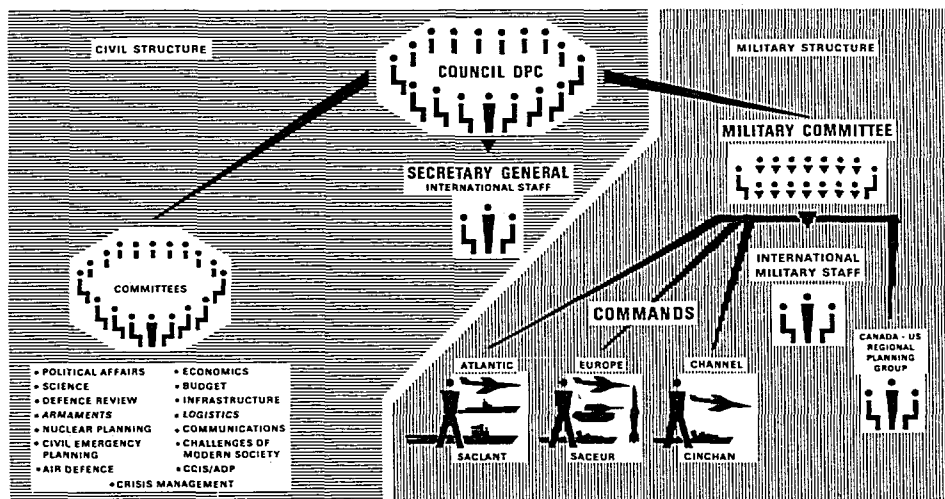 CIVIL STRUCTURE
MILITARY STRUCTURE
COUNCIL DPC
SECRETARY GENERAL
INTERNATIONAL STAFF
MILITARY COMMITTEE
COMMITTEES
INTERNATIONAL
MILITARY STAFF
COMMANDS
CANADA - US
REGIONAL
PLANNING
GROUP
ATLANTIC
EUROPE
CHANNEL
SACLANT
SACEUR
CINCHAN
• POLITICAL AFFAIRS
• SCIENCE
• DEFENCE REVIEW
• ARMAMENTS
• NUCLEAR PLANNING
• CIVIL EMERGENCY
PLANNING
• AIR DEFENCE
• ECONOMICS
• BUDGET
• INFRASTRUCTURE
• LOGISTICS
• COMMUNICATIONS
• CHALLENGES OF
MODERN SOCIETY
• CCIS/ADP
• CRISIS MANAGEMENT